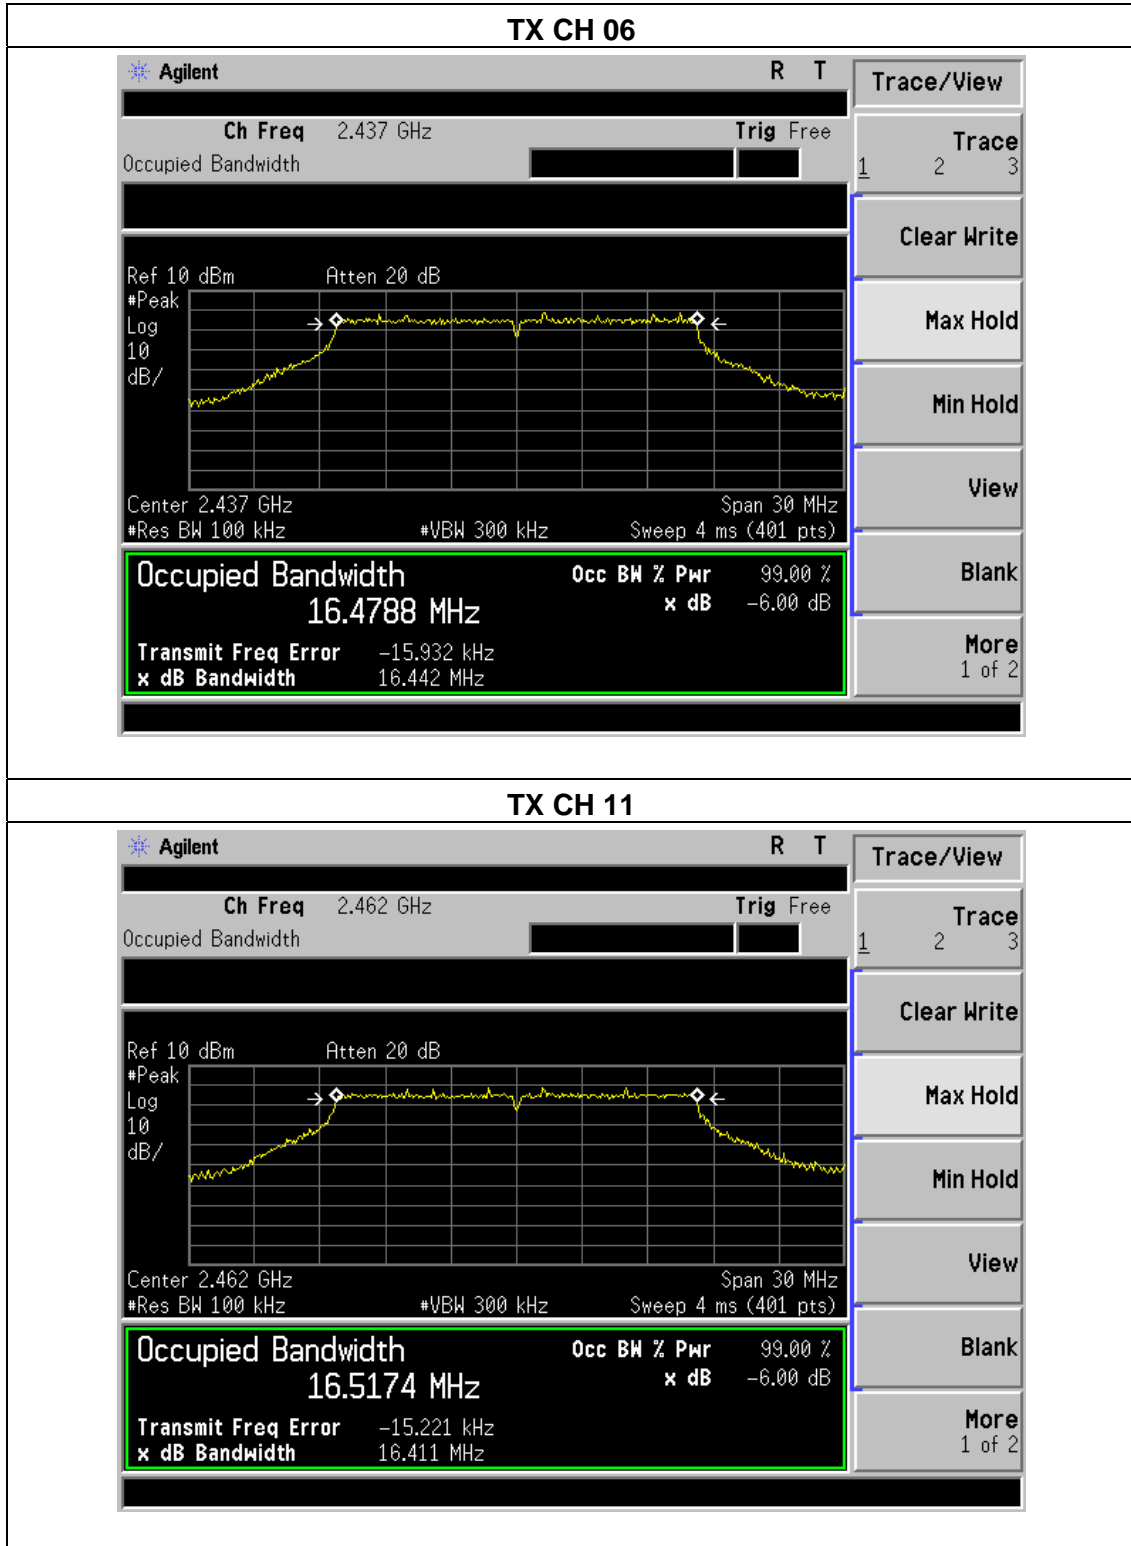 TX CH 06
Agilent R T
Trace/View
Ch Freq 2.437 GHz Trig Free
Occupied Bandwidth
Trace
1 2 3
Clear Write
Ref 10 dBm Atten 20 dB
#Peak
Log
10
dB/
Max Hold
Min Hold
View
Center 2.437 GHz Span 30 MHz
#Res BW 100 kHz #VBW 300 kHz Sweep 4 ms (401 pts)
Occupied Bandwidth Occ BW % Pwr 99.00 %
16.4788 MHz x dB -6.00 dB
Blank
Transmit Freq Error -15.932 kHz
x dB Bandwidth 16.442 MHz
More
1 of 2
TX CH 11
Agilent R T
Trace/View
Ch Freq 2.462 GHz Trig Free
Occupied Bandwidth
Trace
1 2 3
Clear Write
Ref 10 dBm Atten 20 dB
#Peak
Log
10
dB/
Max Hold
Min Hold
View
Center 2.462 GHz Span 30 MHz
#Res BW 100 kHz #VBW 300 kHz Sweep 4 ms (401 pts)
Occupied Bandwidth Occ BW % Pwr 99.00 %
16.5174 MHz x dB -6.00 dB
Blank
Transmit Freq Error -15.221 kHz
x dB Bandwidth 16.411 MHz
More
1 of 2